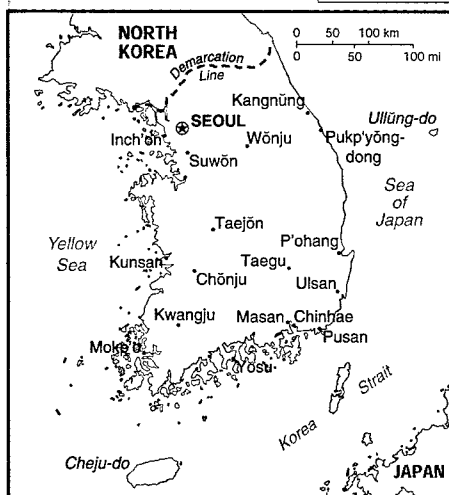 NORTH
KOREA
0 50 100 km
0 50 100 mi
Demarcation
Line
Kangnŭng
Ullŭng-do
SEOUL
Inch'ŏn
Wŏnju
Pukp'yŏng-
dong
Suwŏn
Sea
of
Japan
Taejŏn
Yellow
Sea
P'ohang
Kunsan
Taegu
Chŏnju
Ulsan
Kwangju
Masan
Chinhae
Pusan
Mokp'o
Yŏsu
Korea Strait
Cheju-do
JAPAN